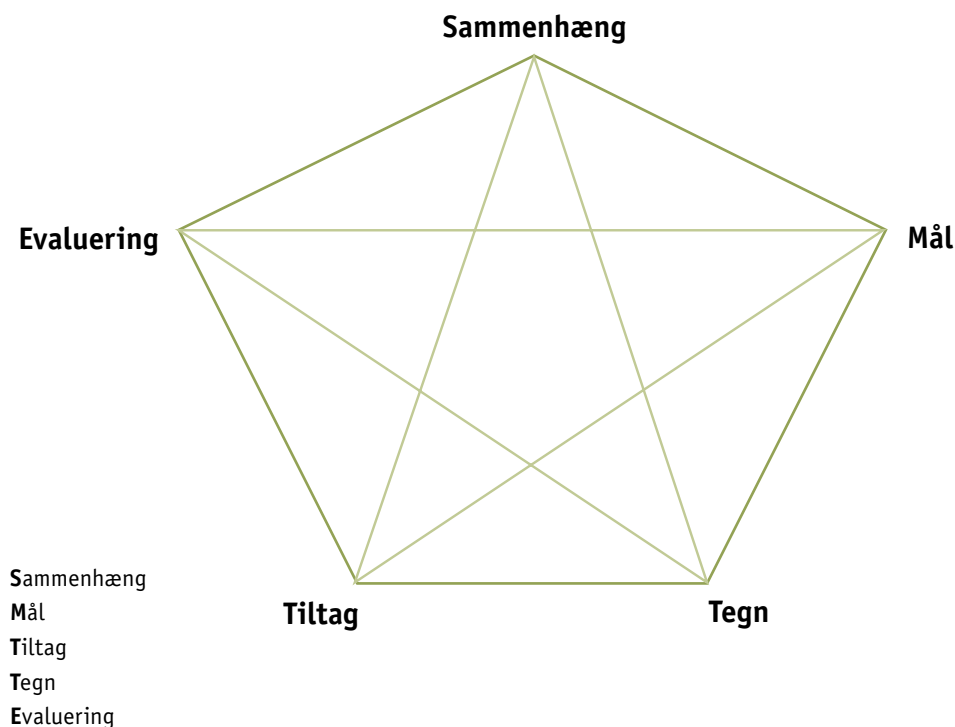 Sammenhæng
Evaluering
Mål
Tiltag
Tegn
Sammenhæng
Mål
Tiltag
Tegn
Evaluering